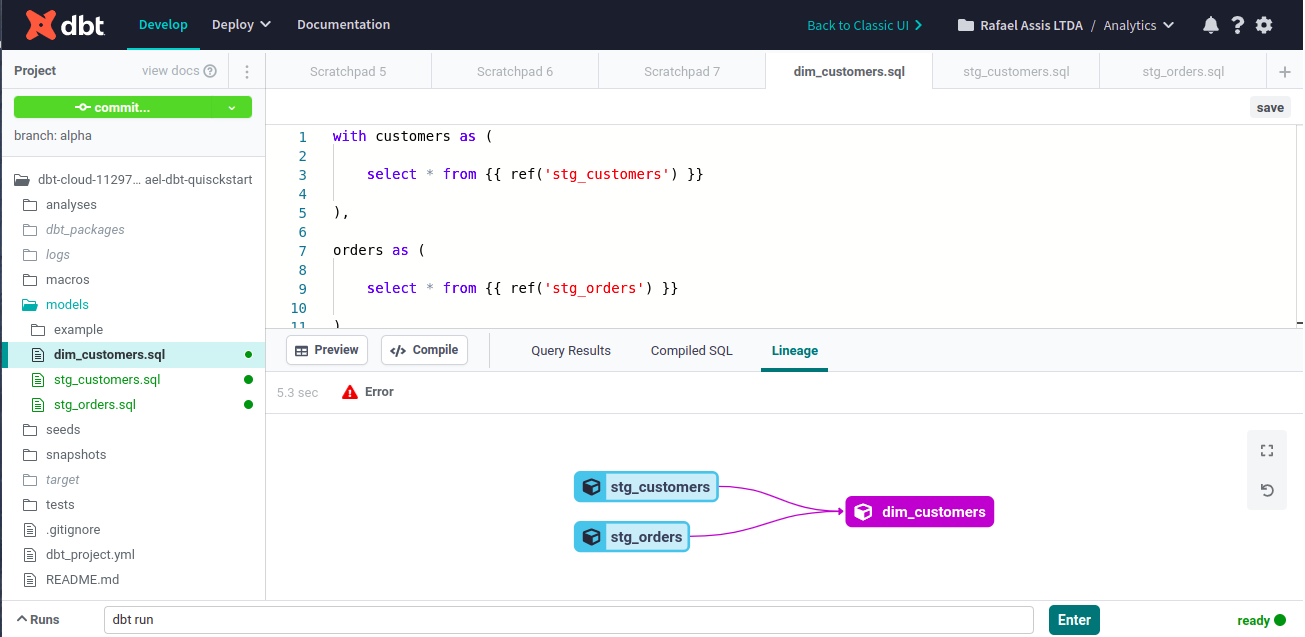 dbt Develop Deploy Documentation Back to Classic UI Rafael Assis LTDA / Analytics
Project view docs
Scratchpad 5 Scratchpad 6 Scratchpad 7 dim_customers.sql stg_customers.sql stg_orders.sql +
commit...
save
branch: alpha
dbt-cloud-11297... ael-dbt-quisckstart
analyses
dbt_packages
logs
macros
models
example
dim_customers.sql
stg_customers.sql
stg_orders.sql
seeds
snapshots
target
tests
.gitignore
dbt_project.yml
README.md
1 with customers as (
2
3 select * from {{ ref('stg_customers') }}
4
5 ),
6
7 orders as (
8
9 select * from {{ ref('stg_orders') }}
10
11 )
Preview </> Compile Query Results Compiled SQL Lineage
5.3 sec Error
stg_customers
dim_customers
stg_orders
Runs dbt run Enter ready